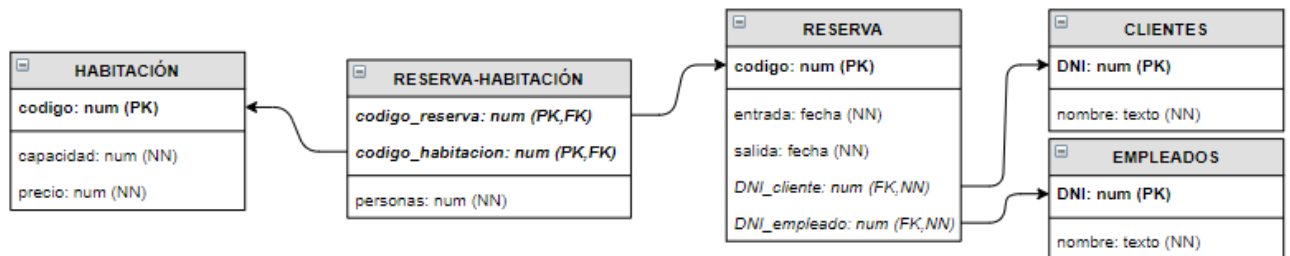 HABITACIÓN
codigo: num (PK)
capacidad: num (NN)
precio: num (NN)
RESERVA-HABITACIÓN
codigo_reserva: num (PK,FK)
codigo_habitacion: num (PK,FK)
personas: num (NN)
RESERVA
codigo: num (PK)
entrada: fecha (NN)
salida: fecha (NN)
DNI_cliente: num (FK,NN)
DNI_empleado: num (FK,NN)
CLIENTES
DNI: num (PK)
nombre: texto (NN)
EMPLEADOS
DNI: num (PK)
nombre: texto (NN)